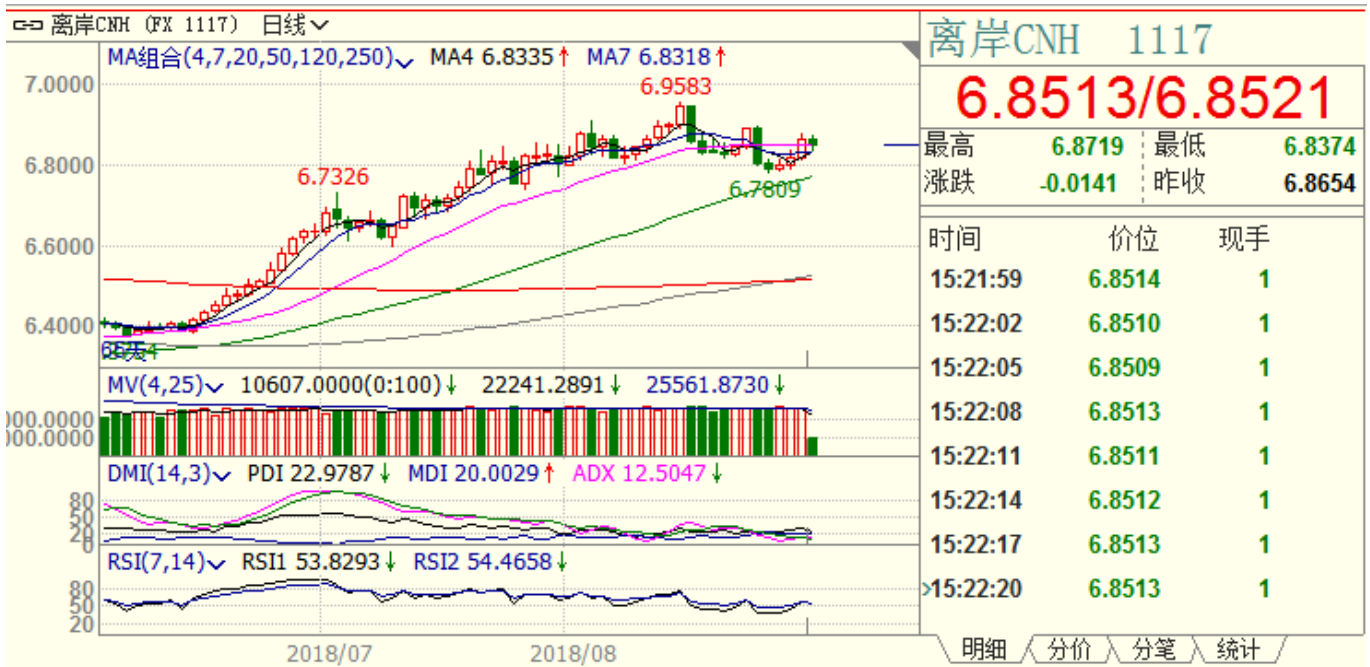 离岸CNH (FX 1117) 日线
MA组合(4,7,20,50,120,250) MA4 6.8335↑ MA7 6.8318↑
7.0000
6.8000
6.6000
6.4000
6.9583
6.7326
6.7809
MV(4,25) 10607.0000(0:100)↓ 22241.2891↓ 25561.8730↓
000.0000
000.0000
DMI(14,3) PDI 22.9787↓ MDI 20.0029↑ ADX 12.5047↓
80
20
0
RSI(7,14) RSI1 53.8293↓ RSI2 54.4658↓
80
50
20
2018/07 2018/08
离岸CNH 1117
6.8513/6.8521
最高 6.8719 最低 6.8374
涨跌 -0.0141 昨收 6.8654
时间 价位 现手
15:21:59 6.8514 1
15:22:02 6.8510 1
15:22:05 6.8509 1
15:22:08 6.8513 1
15:22:11 6.8511 1
15:22:14 6.8512 1
15:22:17 6.8513 1
15:22:20 6.8513 1
明细 分价 分笔 统计